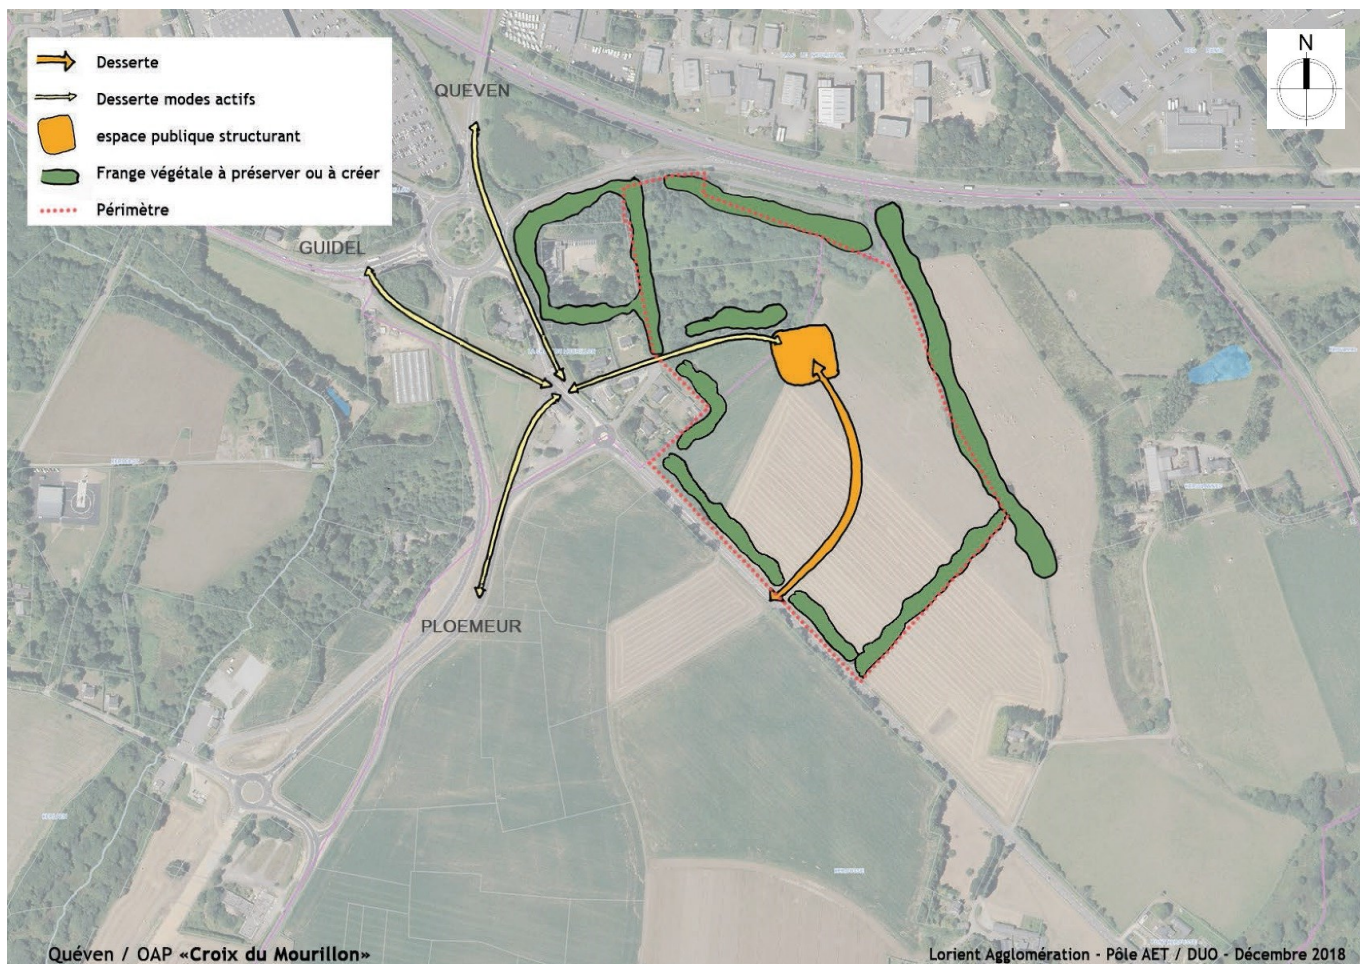 Desserte
Desserte modes actifs
espace publique structurant
Frange végétale à préserver ou à créer
Périmètre
N
QUEVEN
GUIDEL
PLOEMEUR
Quéven / OAP «Croix du Mourillon»
Lorient Agglomération - Pôle AET / DUO - Décembre 2018